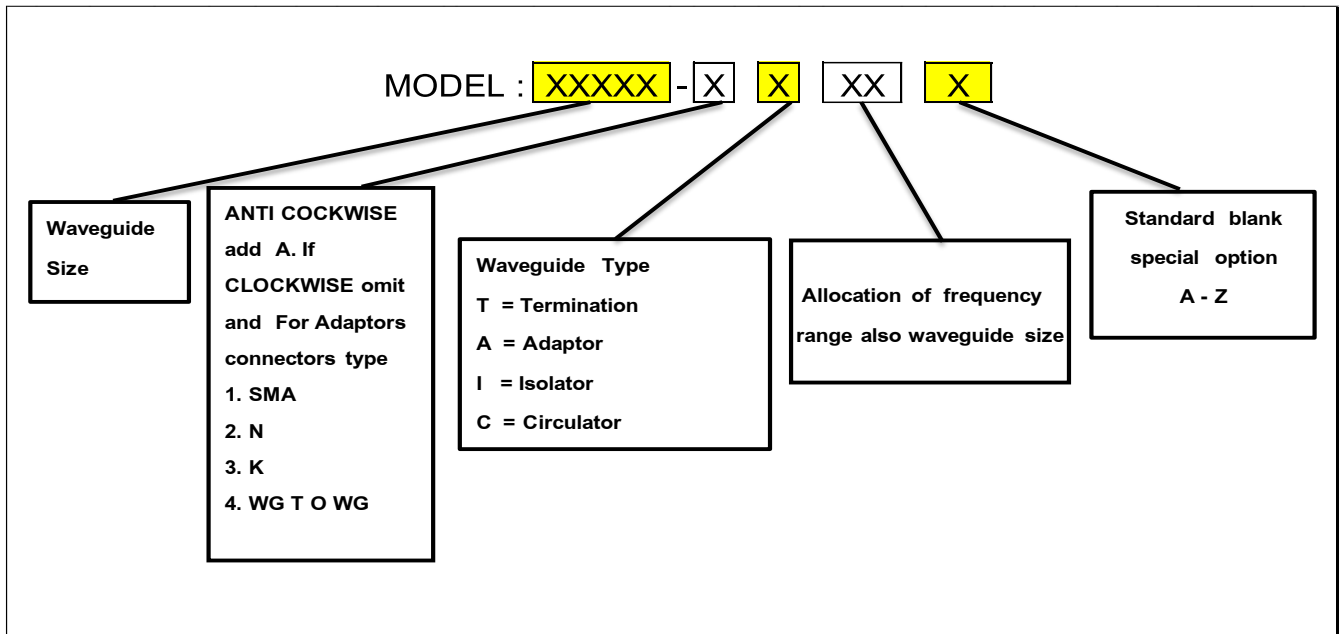 MODEL : XXXXX - X X XX X
Waveguide
Size
ANTI COCKWISE
add A. If
CLOCKWISE omit
and For Adaptors
connectors type
1. SMA
2. N
3. K
4. WG T O WG
Waveguide Type
T = Termination
A = Adaptor
I = Isolator
C = Circulator
Allocation of frequency
range also waveguide size
Standard blank
special option
A - Z